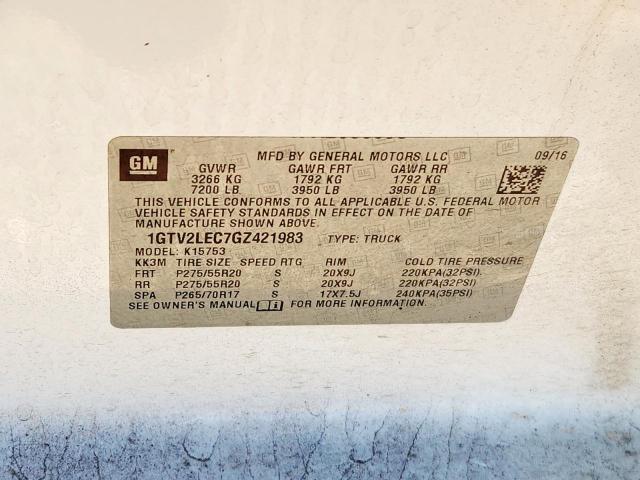 GM
MFD BY GENERAL MOTORS LLC 09/16
GVWR GAWR FRT GAWR RR
3266 KG 1792 KG 1792 KG
7200 LB 3950 LB 3950 LB
THIS VEHICLE CONFORMS TO ALL APPLICABLE U.S. FEDERAL MOTOR
VEHICLE SAFETY STANDARDS IN EFFECT ON THE DATE OF
MANUFACTURE SHOWN ABOVE.
1GTV2LEC7GZ421983 TYPE: TRUCK
MODEL: K15753
KK3M TIRE SIZE SPEED RTG RIM COLD TIRE PRESSURE
FRT P275/55R20 S 20X9J 220KPA(32PSI)
RR P275/55R20 S 20X9J 220KPA(32PSI)
SPA P265/70R17 S 17X7.5J 240KPA(35PSI)
SEE OWNER'S MANUAL FOR MORE INFORMATION.